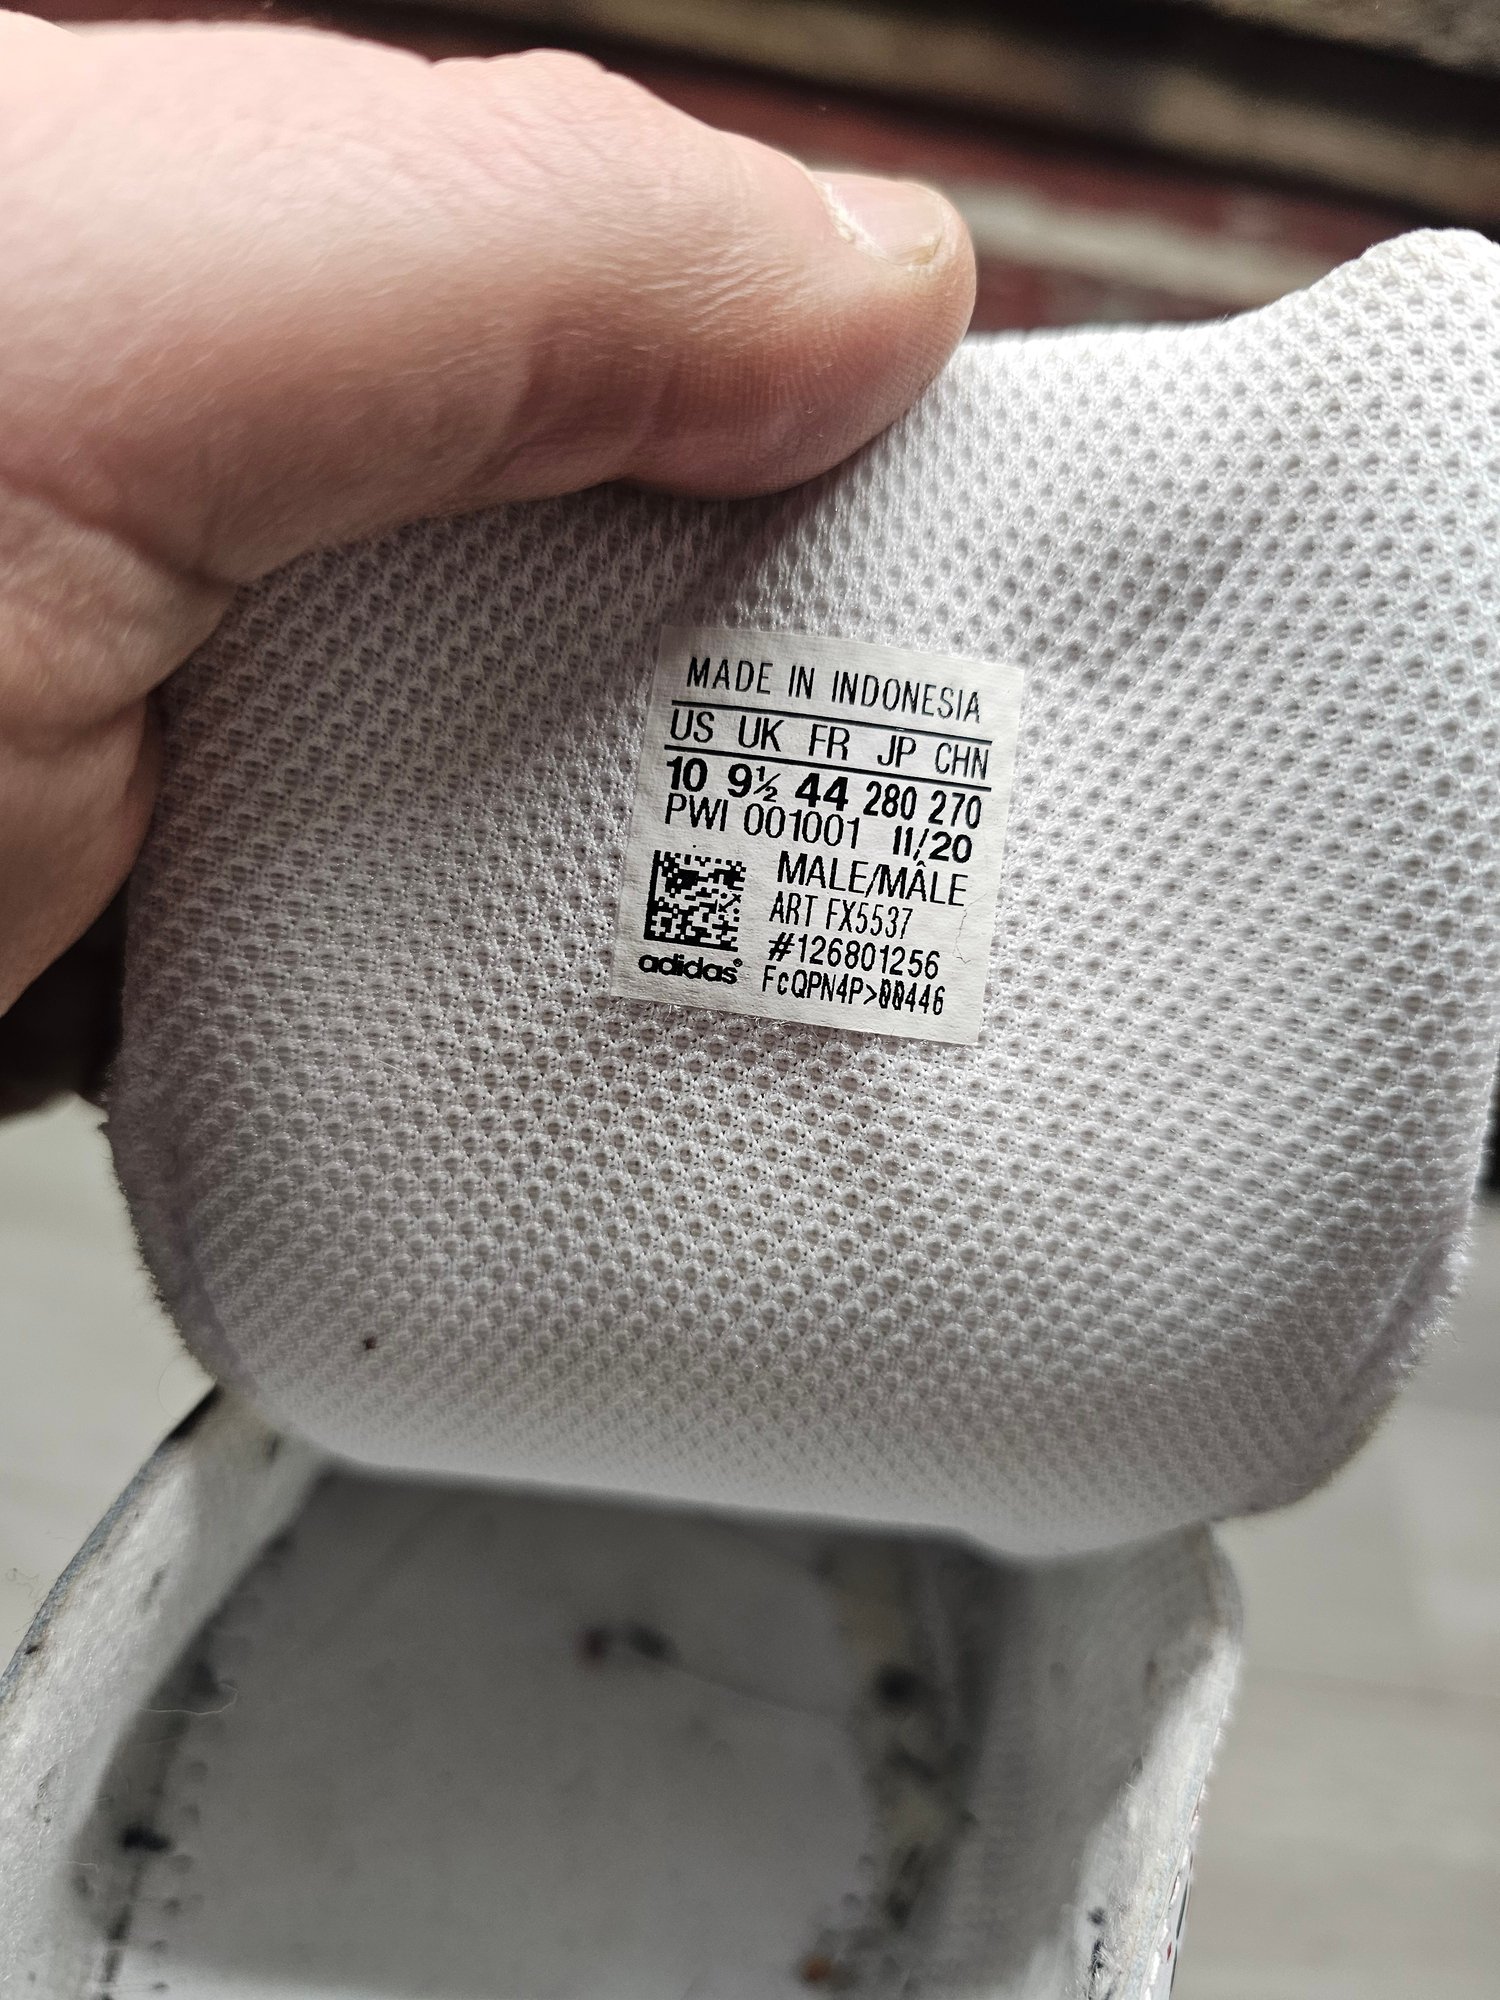 MADE IN INDONESIA
US UK FR JP CHN
10 9½ 44 280 270
PWI 001001 11/20
MALE/MÂLE
ART FX5537
#126801256
adidas® FcQPN4P>00446